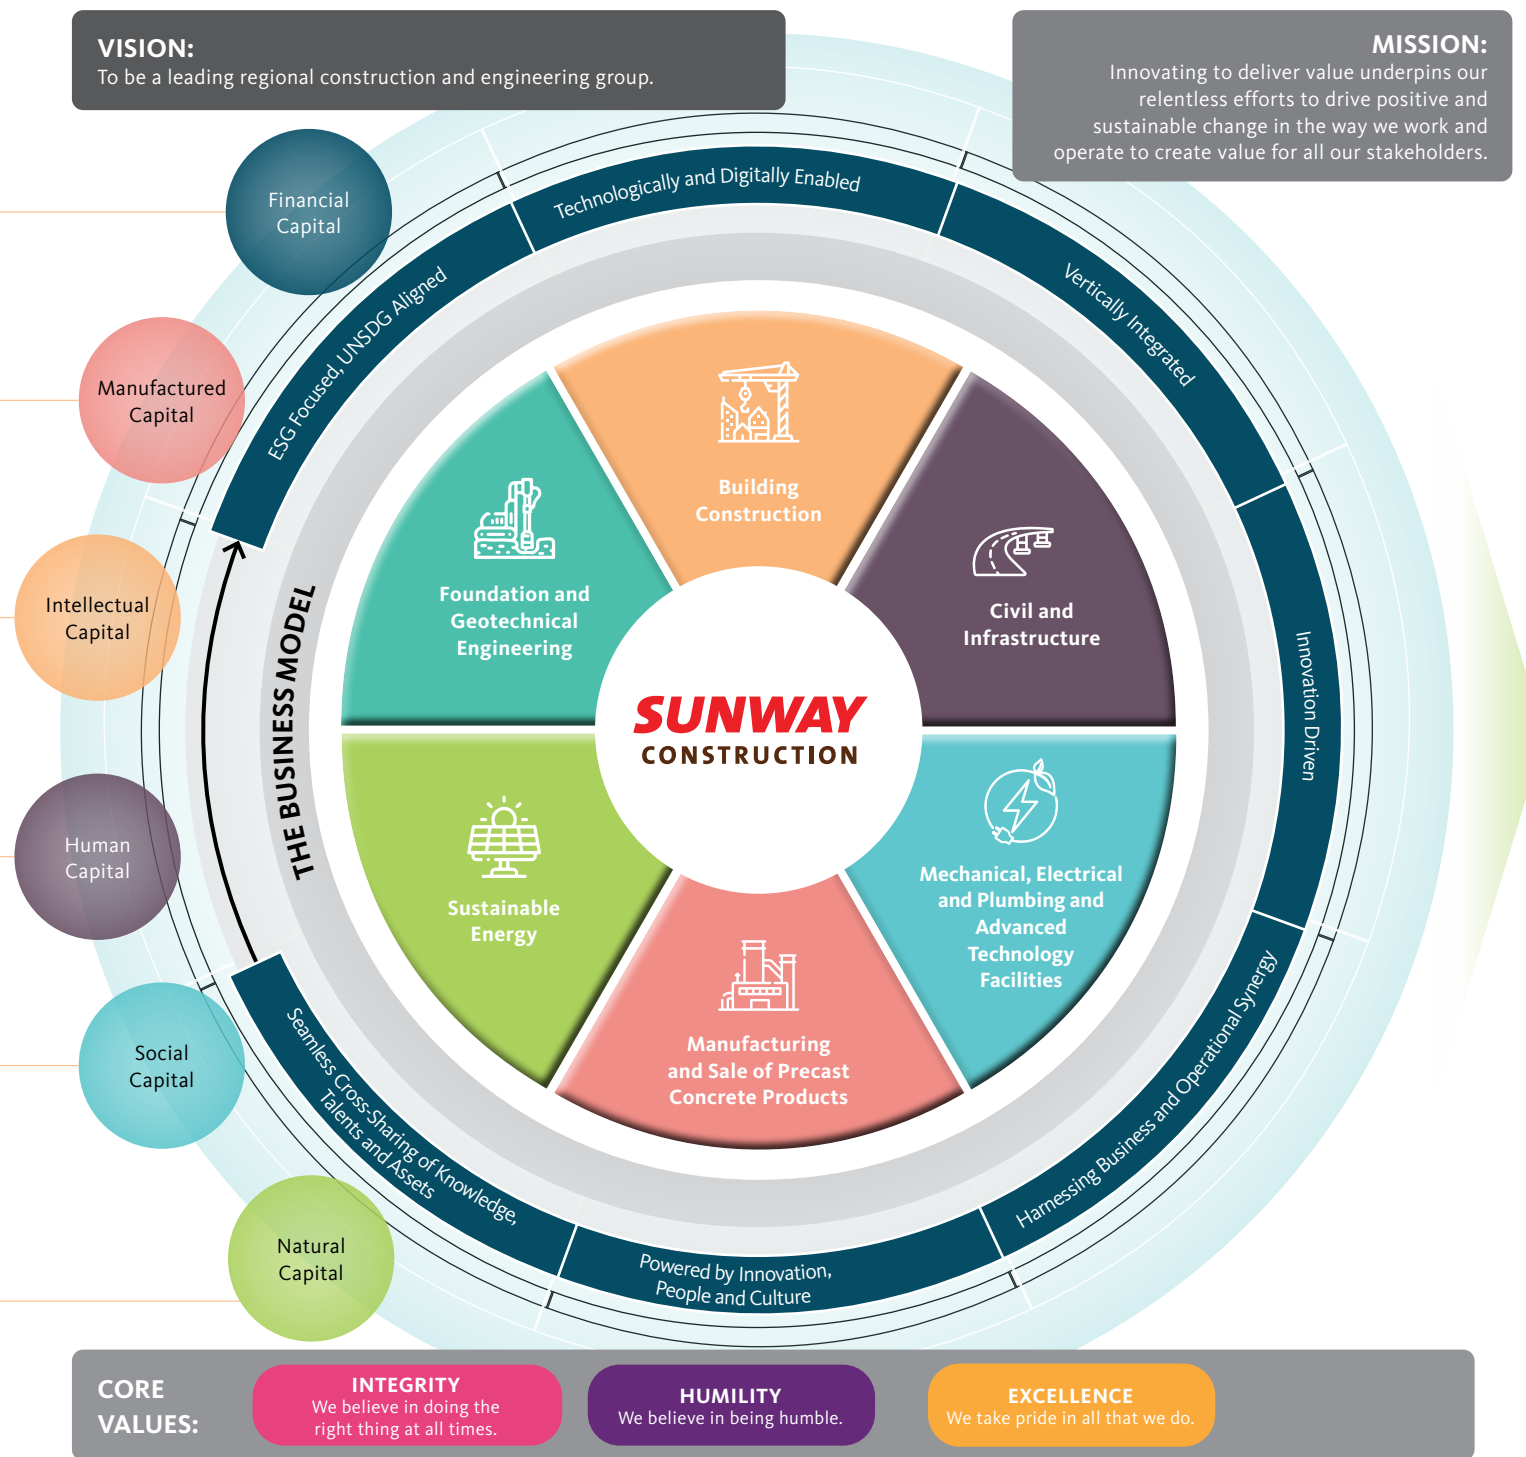 VISION:
To be a leading regional construction and engineering group.
MISSION:
Innovating to deliver value underpins our
relentless efforts to drive positive and
sustainable change in the way we work and
operate to create value for all our stakeholders.
Financial
Capital
Manufactured
Capital
Intellectual
Capital
Human
Capital
Social
Capital
Natural
Capital
THE BUSINESS MODEL
ESG Focused, UNSDG Aligned
Technologically and Digitally Enabled
Vertically Integrated
Innovation Driven
Harnessing Business and Operational Synergy
Powered by Innovation,
People and Culture
Seamless Cross-Sharing of Knowledge,
Talents and Assets
Building
Construction
Civil and
Infrastructure
Mechanical, Electrical
and Plumbing and
Advanced
Technology
Facilities
Manufacturing
and Sale of Precast
Concrete Products
Sustainable
Energy
Foundation and
Geotechnical
Engineering
SUNWAY
CONSTRUCTION
CORE
VALUES:
INTEGRITY
We believe in doing the
right thing at all times.
HUMILITY
We believe in being humble.
EXCELLENCE
We take pride in all that we do.